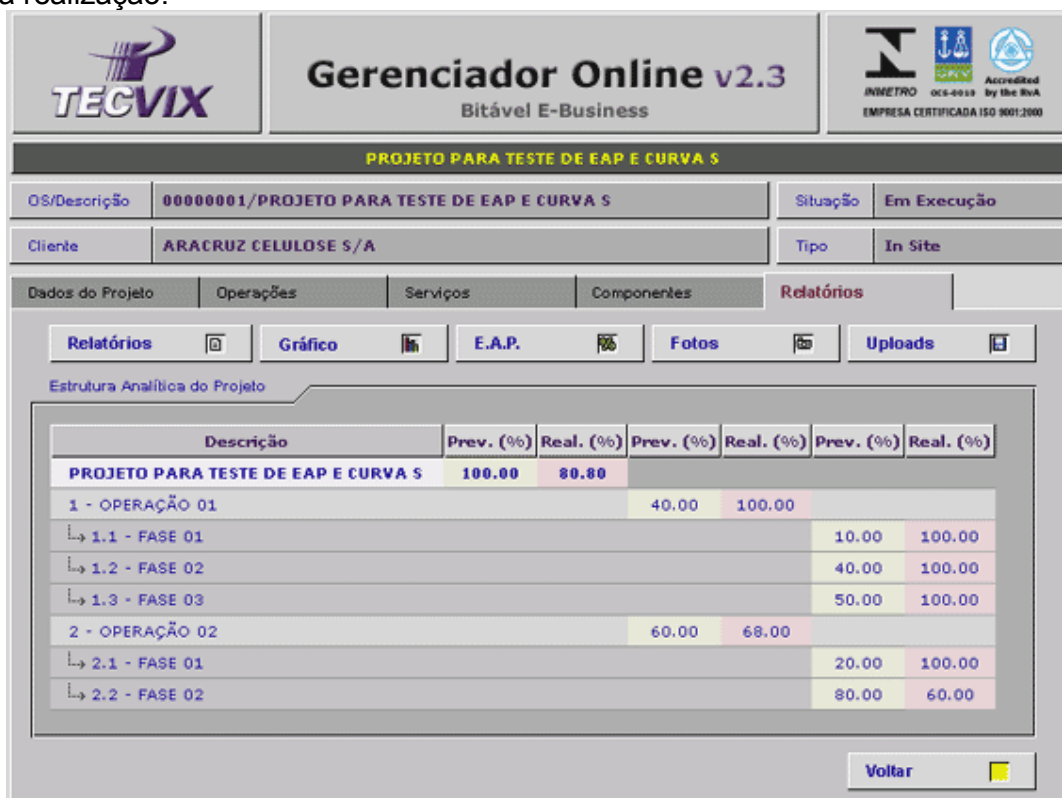 a realização.
TECVIX
Gerenciador Online v2.3
Bitável E-Business
INMETRO OCS-0010 Accredited by the RvA
EMPRESA CERTIFICADA ISO 9001:2000
PROJETO PARA TESTE DE EAP E CURVA S
OS/Descrição 00000001/PROJETO PARA TESTE DE EAP E CURVA S Situação Em Execução
Cliente ARACRUZ CELULOSE S/A Tipo In Site
Dados do Projeto Operações Serviços Componentes Relatórios
Relatórios Gráfico E.A.P. Fotos Uploads
Estrutura Analítica do Projeto
Descrição Prev. (%) Real. (%) Prev. (%) Real. (%) Prev. (%) Real. (%)
PROJETO PARA TESTE DE EAP E CURVA S 100.00 80.80
1 - OPERAÇÃO 01 40.00 100.00
1.1 - FASE 01 10.00 100.00
1.2 - FASE 02 40.00 100.00
1.3 - FASE 03 50.00 100.00
2 - OPERAÇÃO 02 60.00 68.00
2.1 - FASE 01 20.00 100.00
2.2 - FASE 02 80.00 60.00
Voltar